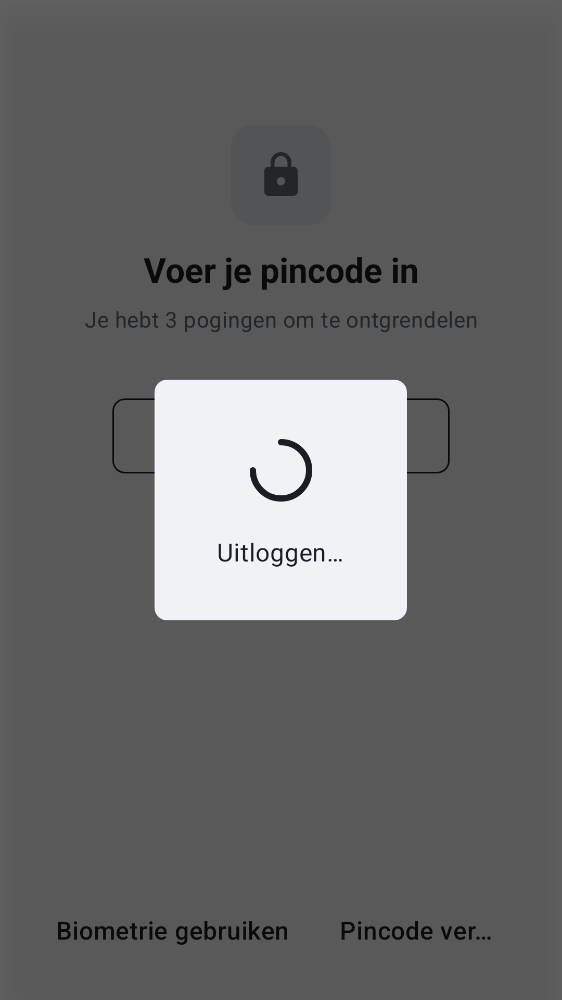 Voer je pincode in
Je hebt 3 pogingen om te ontgrendelen
Uitloggen…
Biometrie gebruiken
Pincode ver…